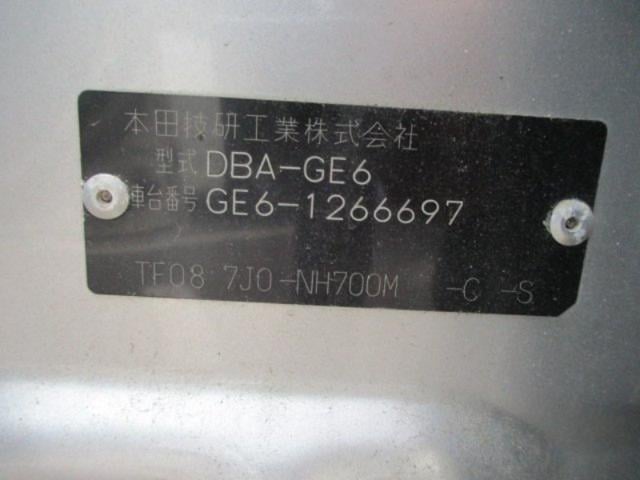 本田技研工業株式会社
型式 DBA-GE6
車台番号 GE6-1266697
TF08 7J0-NH700M -C -S